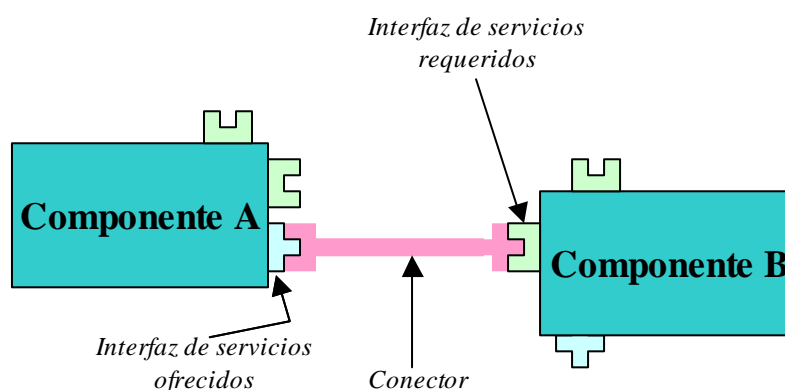 Interfaz de servicios
requeridos
Componente A
Componente B
Interfaz de servicios
ofrecidos
Conector